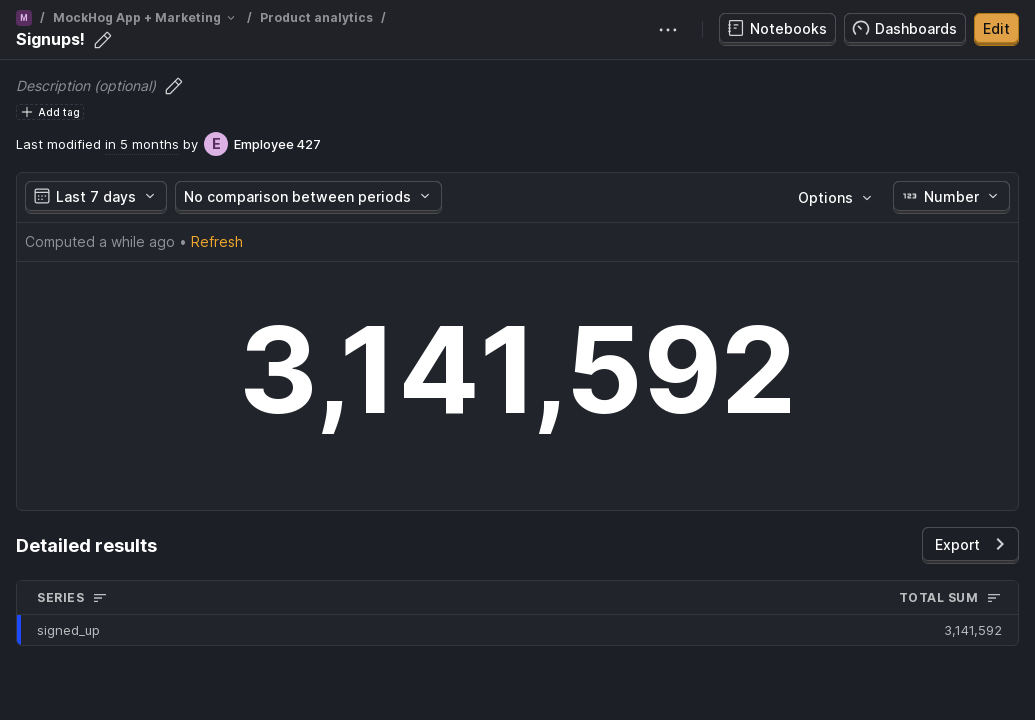 M / MockHog App + Marketing / Product analytics /
Signups!
Notebooks
Dashboards
Edit
Description (optional)
Add tag
Last modified in 5 months by E Employee 427
Last 7 days
No comparison between periods
Options
123 Number
Computed a while ago • Refresh
3,141,592
Detailed results
Export
SERIES
TOTAL SUM
signed_up
3,141,592